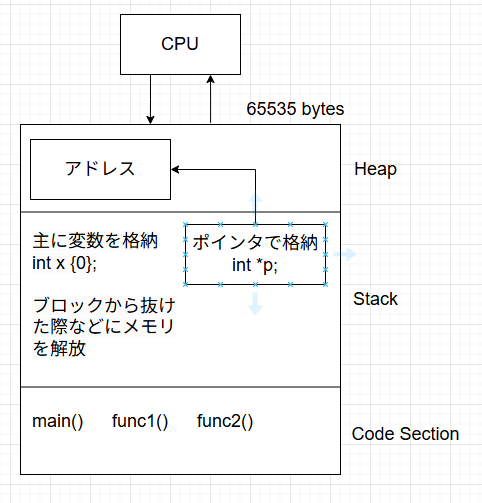 CPU
65535 bytes
アドレス
Heap
主に変数を格納
int x {0};
ポインタで格納
int *p;
ブロックから抜け
た際などにメモリ
を解放
Stack
main() func1() func2()
Code Section